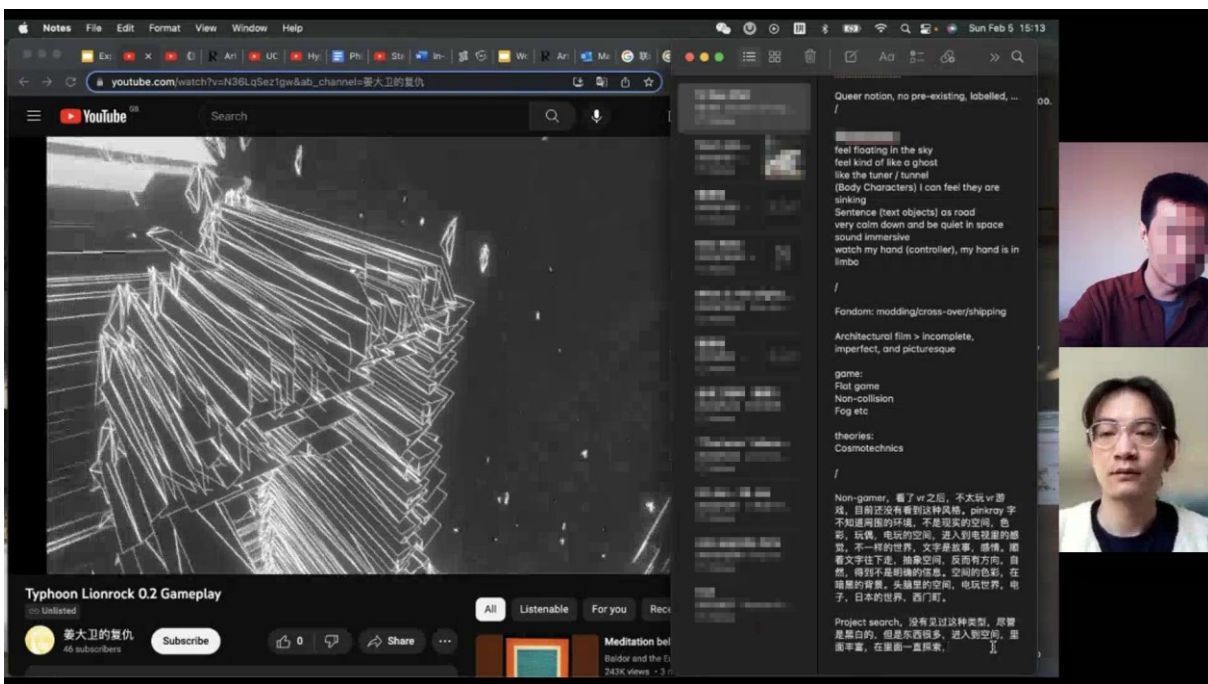 Notes File Edit Format View Window Help
Sun Feb 5 15:13
youtube.com/watch?v=N36LqSez1gw&ab_channel=姜大卫的复仇
YouTube GB
Search
Typhoon Lionrock 0.2 Gameplay
Unlisted
姜大卫的复仇
46 subscribers
Subscribe
0
Share
All
Listenable
For you
Rece
Meditation bel
Baldor and the E
243K views
Queer notion, no pre-existing, labelled, ...
/
feel floating in the sky
feel kind of like a ghost
like the tuner / tunnel
(Body Characters) I can feel they are
sinking
Sentence (text objects) as road
very calm down and be quiet in space
sound immersive
watch my hand (controller), my hand is in
limbo
/
Fandom: modding/cross-over/shipping
Architectural film > incomplete,
imperfect, and picturesque
game:
Flat game
Non-collision
Fog etc
theories:
Cosmotechnics
/
Non-gamer, 看了 vr 之后, 不太玩 vr 游
戏, 目前还没有看到这种风格。pinkray 字
不知道周围的环境, 不是现实的空间, 色
彩, 玩偶, 电玩的空间, 进入到电视里的感
觉, 不一样的世界, 文字是故事, 感情。顺
着文字往下走, 抽象空间, 反而有方向, 自
然, 得到不是明确的信息。空间的色彩, 在
暗黑的背景。头脑里的空间, 电玩世界, 电
子, 日本的世界, 西门町。
Project search, 没有见过这种类型, 尽管
是黑白的, 但是东西很多, 进入到空间, 里
面丰富, 在里面一直探索,